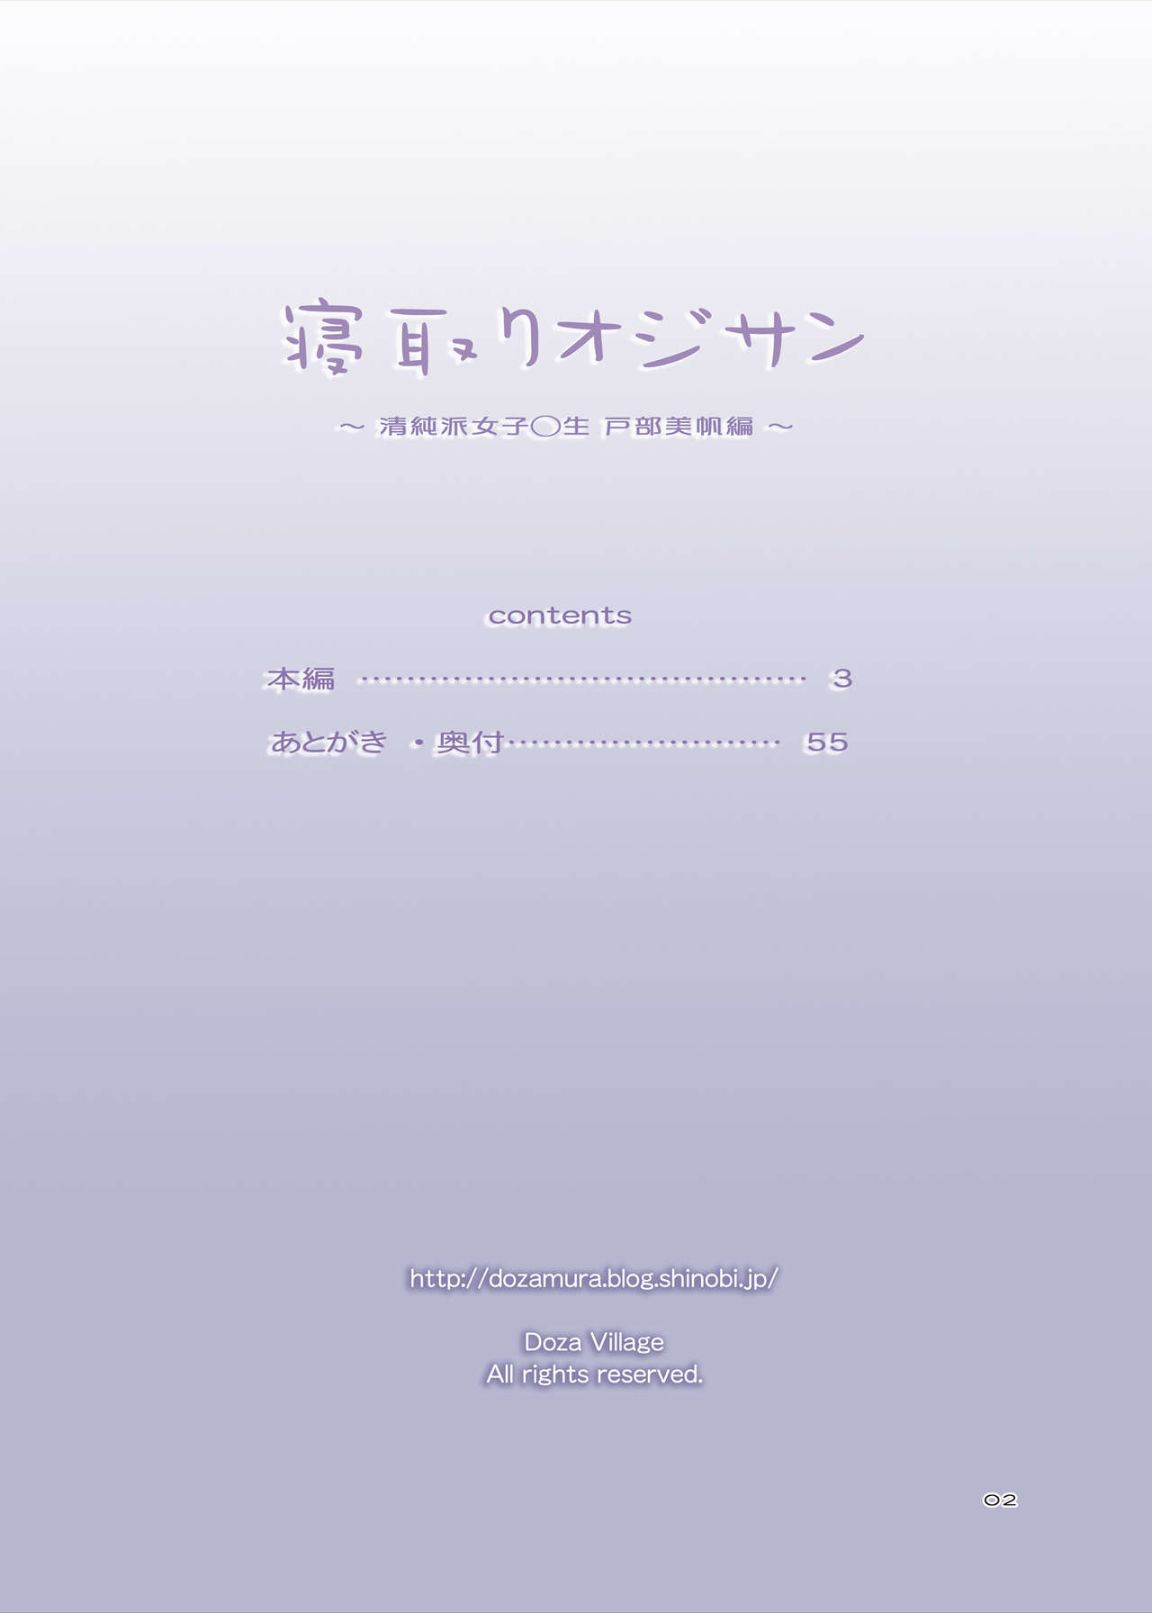 寝取りオジサン
～ 清純派女子◯生 戸部美帆編 ～
contents
本編 ………………………………… 3
あとがき ・奥付……………………… 55
http://dozamura.blog.shinobi.jp/
Doza Village
All rights reserved.
02